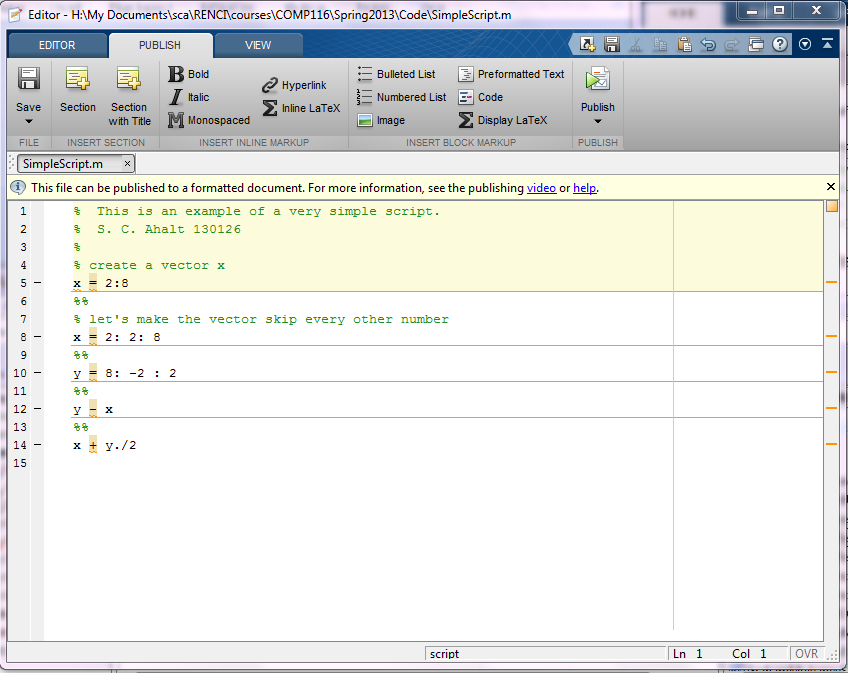 Editor - H:\My Documents\sca\RENCI\courses\COMP116\Spring2013\Code\SimpleScript.m
EDITOR PUBLISH VIEW
Save Section Section with Title
B Bold
I Italic
M Monospaced
Hyperlink
Σ Inline LaTeX
Bulleted List
Numbered List
Image
Preformatted Text
Code
Σ Display LaTeX
Publish
FILE INSERT SECTION INSERT INLINE MARKUP INSERT BLOCK MARKUP PUBLISH
SimpleScript.m ×
This file can be published to a formatted document. For more information, see the publishing video or help.
1 % This is an example of a very simple script.
2 % S. C. Ahalt 130126
3 %
4 % create a vector x
5 – x = 2:8
6 %%
7 % let's make the vector skip every other number
8 – x = 2: 2: 8
9 %%
10 – y = 8: -2 : 2
11 %%
12 – y - x
13 %%
14 – x + y./2
15
script Ln 1 Col 1 OVR